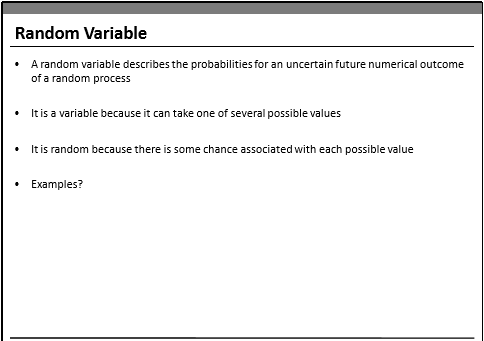 Random Variable
• A random variable describes the probabilities for an uncertain future numerical outcome
of a random process
• It is a variable because it can take one of several possible values
• It is random because there is some chance associated with each possible value
• Examples?